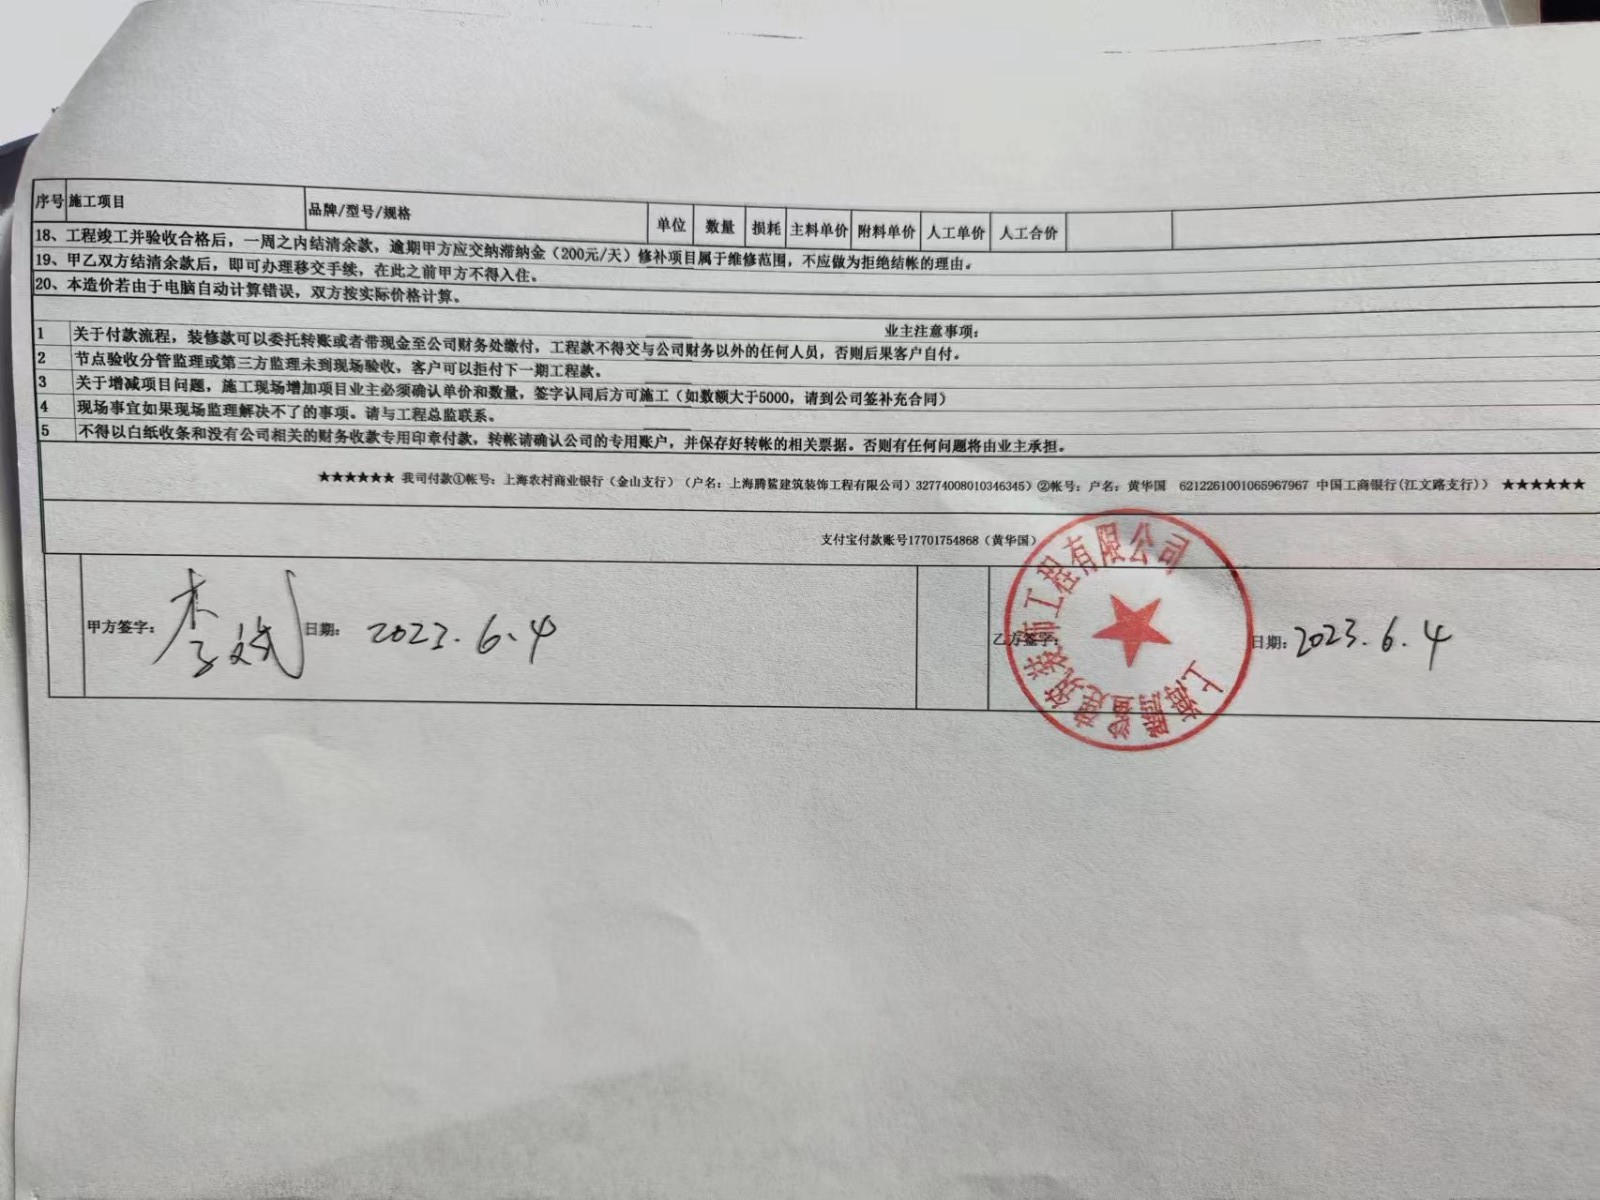 序号 施工项目 品牌/型号/规格 单位 数量 损耗 主料单价 附料单价 人工单价 人工合价
18、工程竣工并验收合格后，一周之内结清余款，逾期甲方应交纳滞纳金（200元/天）修补项目属于维修范围，不应做为拒绝结帐的理由。
19、甲乙双方结清余款后，即可办理移交手续，在此之前甲方不得入住。
20、本造价若由于电脑自动计算错误，双方按实际价格计算。
业主注意事项：
1 关于付款流程，装修款可以委托转账或者带现金至公司财务处缴付，工程款不得交与公司财务以外的任何人员，否则后果客户自付。
2 节点验收分管监理或第三方监理未到现场验收，客户可以拒付下一期工程款。
3 关于增减项目问题，施工现场增加项目业主必须确认单价和数量，签字认同后方可施工（如数额大于5000，请到公司签补充合同）
4 现场事宜如果现场监理解决不了的事项。请与工程总监联系。
5 不得以白纸收条和没有公司相关的财务收款专用印章付款，转帐请确认公司的专用账户，并保存好转帐的相关票据。否则有任何问题将由业主承担。
★★★★★★ 我司付款①帐号：上海农村商业银行（金山支行）（户名：上海腾鲨建筑装饰工程有限公司）32774008010346345）②帐号：户名：黄华国 6212261001065967967 中国工商银行(江文路支行)） ★★★★★★
支付宝付款账号17701754868（黄华国）
甲方签字： 李斌 日期： 2023.6.4 乙方签字： 日期：2023.6.4
上海腾鲨建筑装饰工程有限公司